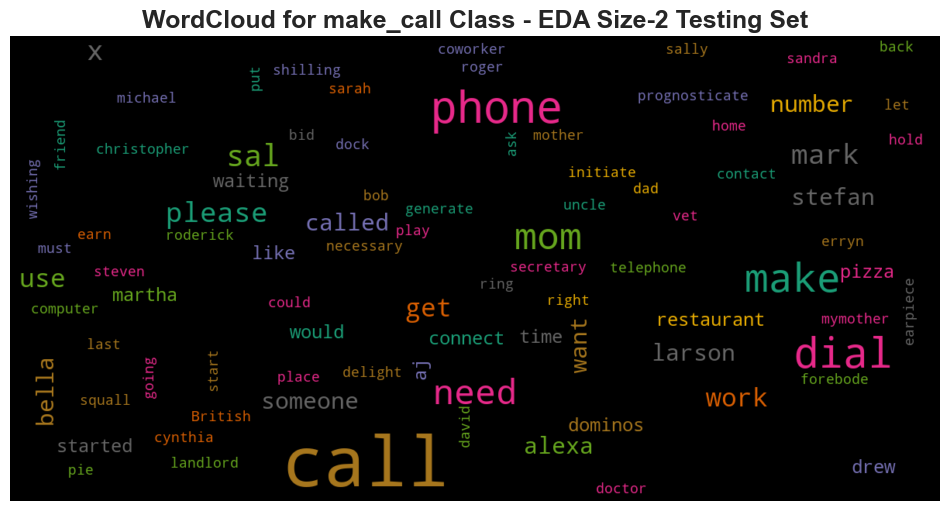 WordCloud for make_call Class - EDA Size-2 Testing Set
x
coworker
sally
back
sandra
roger
shilling
put
sarah
michael
phone
prognosticate
number
let
home
hold
friend
christopher
bid
dock
ask
mother
sal
mark
waiting
initiate
contact
dad
stefan
wishing
bob
please
called
generate
uncle
vet
play
earn
roderick
necessary
mom
erryn
must
like
use
steven
secretary
telephone
make
pizza
martha
ring
computer
could
get
right
restaurant
mymother
earpiece
would
connect
time
want
last
larson
dial
going
start
place
delight
aj
forebode
bella
squall
someone
need
work
British
david
dominos
started
cynthia
call
alexa
pie
landlord
drew
doctor